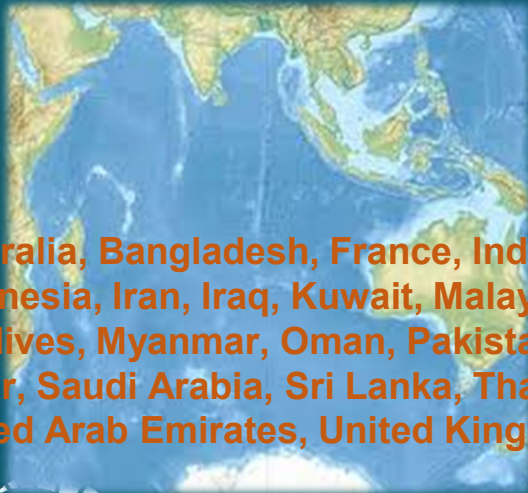 ralia, Bangladesh, France, Ind
nesia, Iran, Iraq, Kuwait, Malay
lives, Myanmar, Oman, Pakista
r, Saudi Arabia, Sri Lanka, Tha
ed Arab Emirates, United King